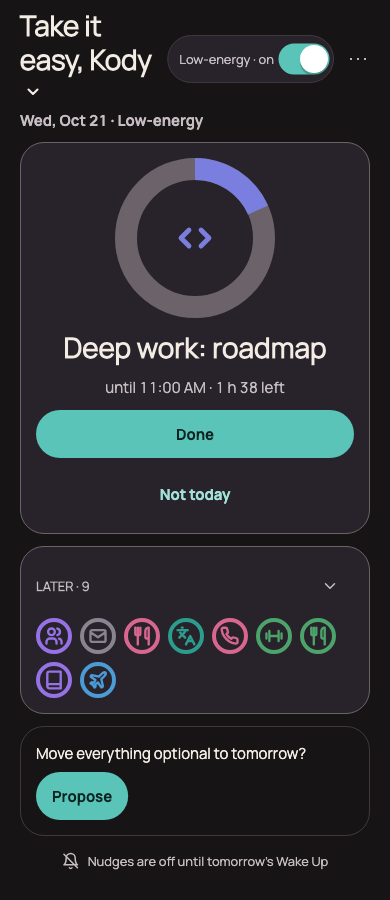 Take it
easy, Kody
Low-energy · on
Wed, Oct 21 · Low-energy
Deep work: roadmap
until 11:00 AM · 1 h 38 left
Done
Not today
LATER · 9
Move everything optional to tomorrow?
Propose
Nudges are off until tomorrow's Wake Up